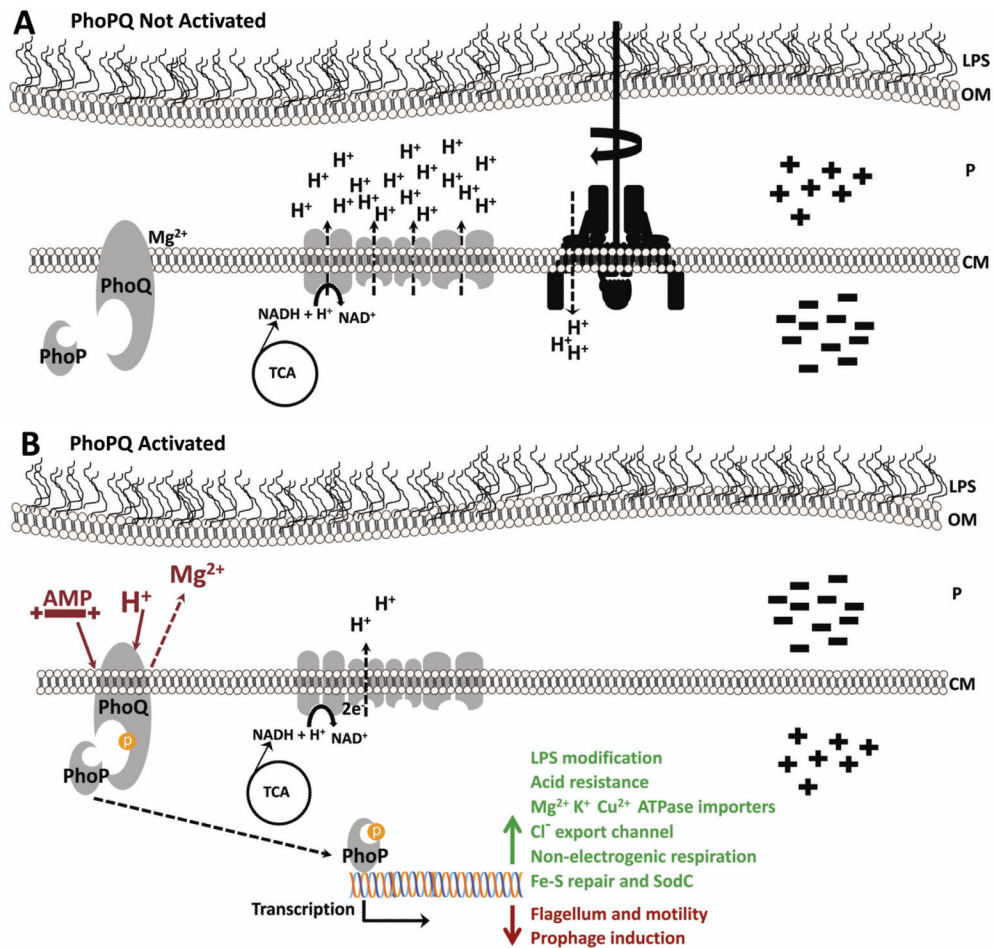 A
PhoPQ Not Activated
LPS
OM
H⁺ H⁺ H⁺
H⁺ H⁺ H⁺
H⁺ H⁺ H⁺ H⁺
H⁺ H⁺ H⁺ H⁺
P
Mg²⁺
CM
PhoQ
PhoP
NADH + H⁺ NAD⁺
TCA
H⁺
H⁺
H⁺
B
PhoPQ Activated
LPS
OM
Mg²⁺
AMP
H⁺
P
H⁺
H⁺
CM
PhoQ
2e⁻
NADH + H⁺ NAD⁺
P
PhoP
TCA
LPS modification
Acid resistance
Mg²⁺ K⁺ Cu²⁺ ATPase importers
Cl⁻ export channel
Non-electrogenic respiration
Fe-S repair and SodC
P
PhoP
Transcription
Flagellum and motility
Prophage induction